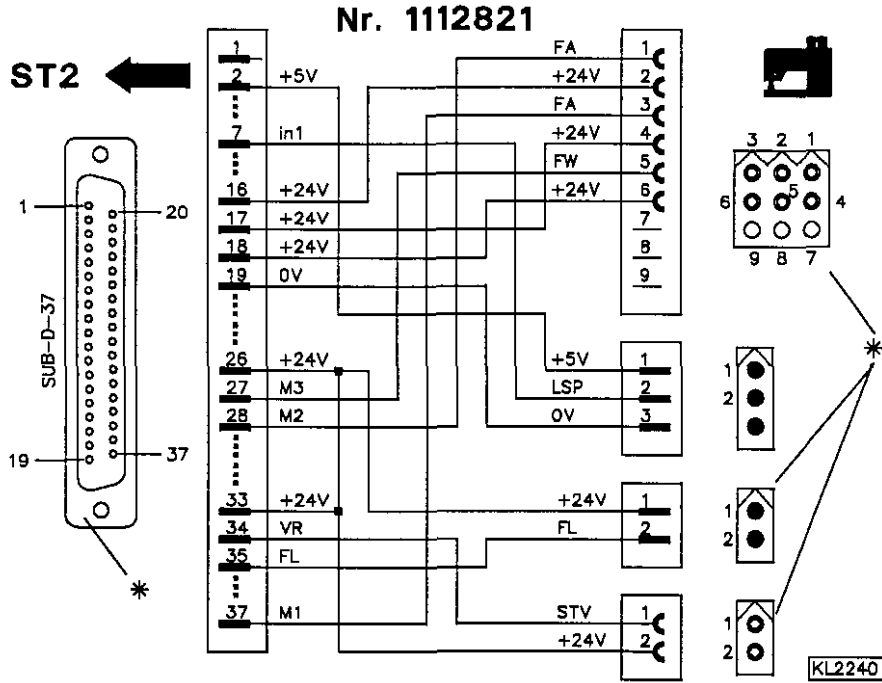 Nr. 1112821
ST2
1
2 +5V
7 in1
16 +24V
17 +24V
18 +24V
19 0V
26 +24V
27 M3
28 M2
33 +24V
34 VR
35 FL
37 M1
FA 1
+24V 2
FA 3
+24V 4
FW 5
+24V 6
7
8
9
+5V 1
LSP 2
0V 3
+24V 1
FL 2
STV 1
+24V 2
1 20
SUB-D-37
19 37
*
3 2 1
6 5 4
9 8 7
*
1
2
1
2
1
2
KL2240